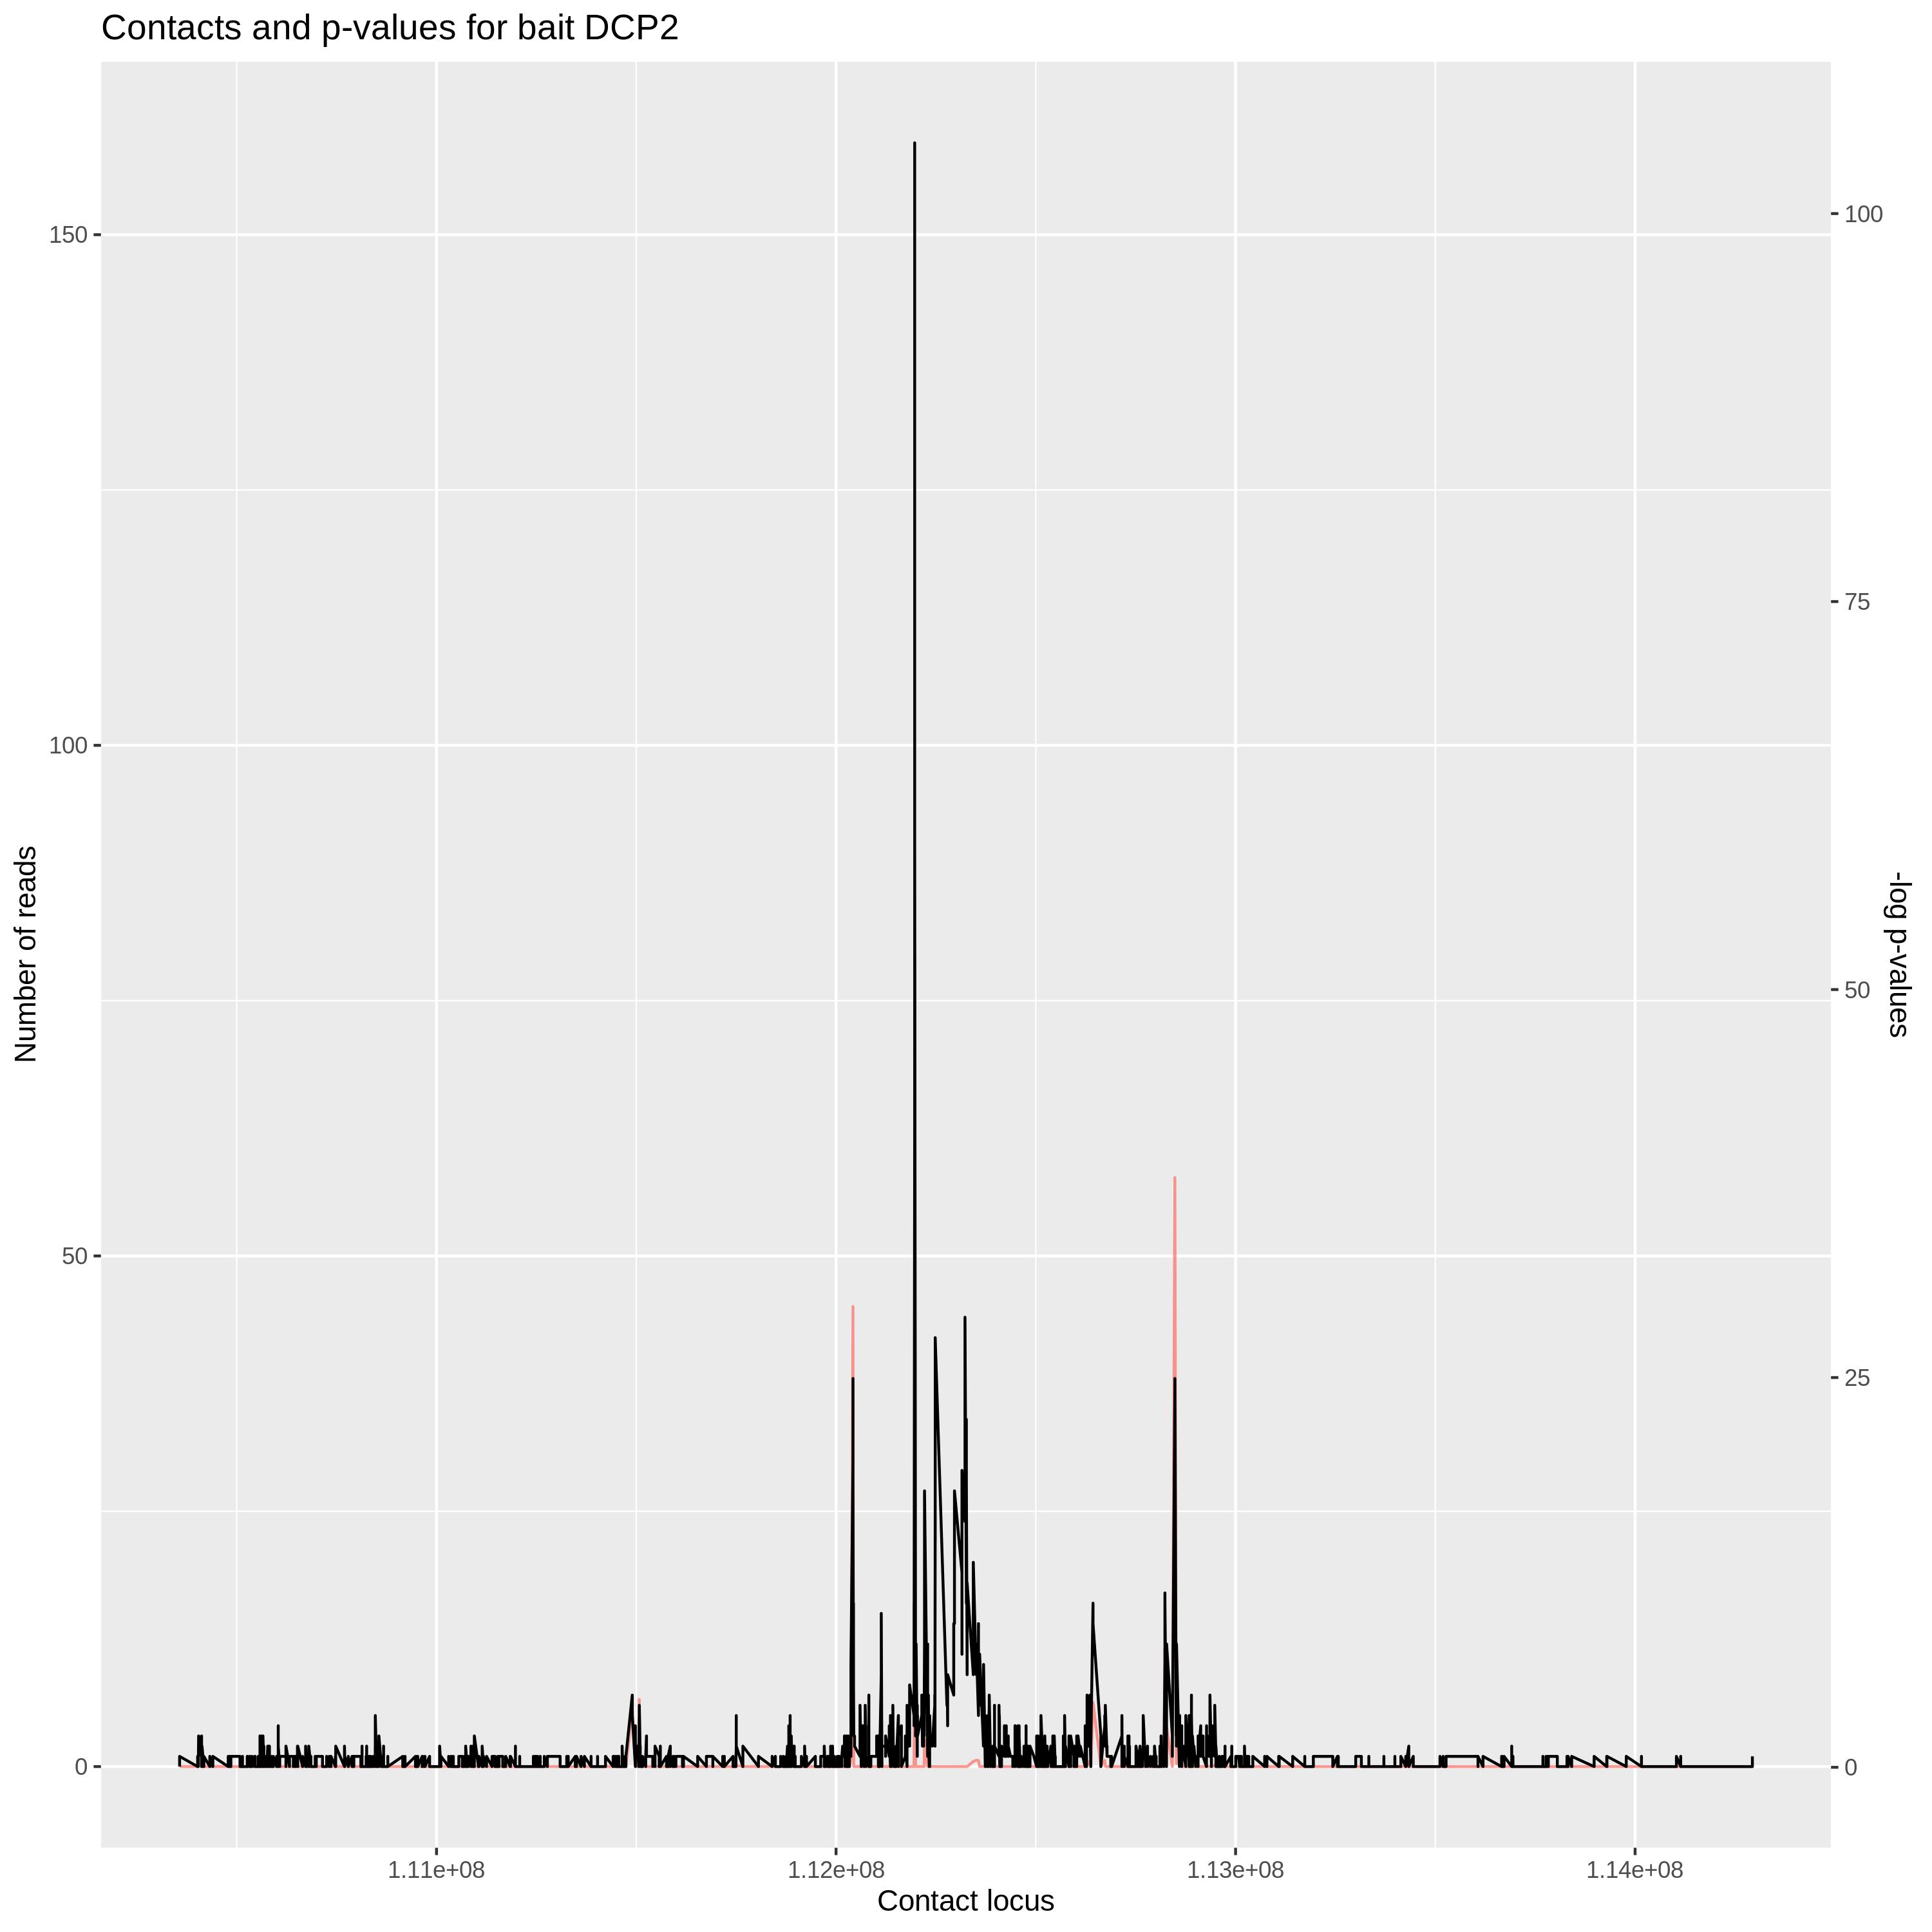 Contacts and p-values for bait DCP2
150
100
50
0
Number of reads
100
75
50
25
0
-log p-values
1.11e+08
1.12e+08
1.13e+08
1.14e+08
Contact locus